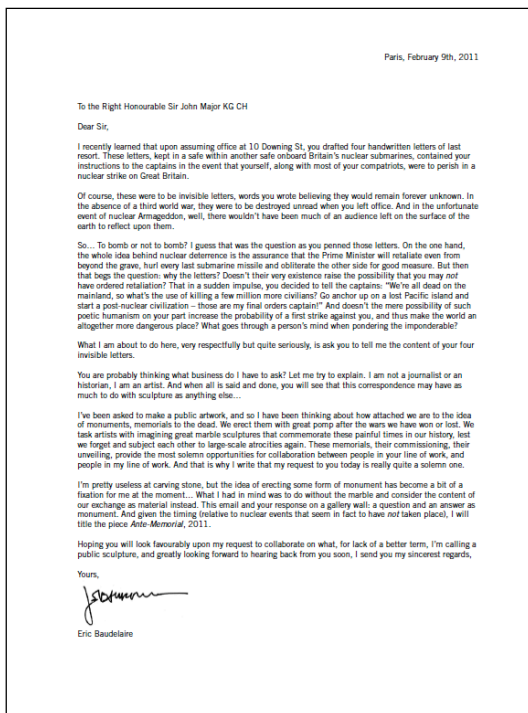 Paris, February 9th, 2011
To the Right Honourable Sir John Major KG CH
Dear Sir,
I recently learned that upon assuming office at 10 Downing St, you drafted four handwritten letters of last
resort. These letters, kept in a safe within another safe onboard Britain's nuclear submarines, contained your
instructions to the captains in the event that yourself, along with most of your compatriots, were to perish in a
nuclear strike on Great Britain.
Of course, these were to be invisible letters, words you wrote believing they would remain forever unknown. In
the absence of a third world war, they were to be destroyed unread when you left office. And in the unfortunate
event of nuclear Armageddon, well, there wouldn't have been much of an audience left on the surface of the
earth to reflect upon them.
So... To bomb or not to bomb? I guess that was the question as you penned those letters. On the one hand,
the whole idea behind nuclear deterrence is the assurance that the Prime Minister will retaliate even from
beyond the grave, hurl every last submarine missile and obliterate the other side for good measure. But then
that begs the question: why the letters? Doesn't their very existence raise the possibility that you may not
have ordered retaliation? That in a sudden impulse, you decided to tell the captains: "We're all dead on the
mainland, so what's the use of killing a few million more civilians? Go anchor up on a lost Pacific island and
start a post-nuclear civilization – those are my final orders captain!" And doesn't the mere possibility of such
poetic humanism on your part increase the probability of a first strike against you, and thus make the world an
altogether more dangerous place? What goes through a person's mind when pondering the imponderable?
What I am about to do here, very respectfully but quite seriously, is ask you to tell me the content of your four
invisible letters.
You are probably thinking what business do I have to ask? Let me try to explain. I am not a journalist or an
historian, I am an artist. And when all is said and done, you will see that this correspondence may have as
much to do with sculpture as anything else...
I've been asked to make a public artwork, and so I have been thinking about how attached we are to the idea
of monuments, memorials to the dead. We erect them with great pomp after the wars we have won or lost. We
task artists with imagining great marble sculptures that commemorate these painful times in our history, lest
we forget and subject each other to large-scale atrocities again. These memorials, their commissioning, their
unveiling, provide the most solemn opportunities for collaboration between people in your line of work, and
people in my line of work. And that is why I write that my request to you today is really quite a solemn one.
I'm pretty useless at carving stone, but the idea of erecting some form of monument has become a bit of a
fixation for me at the moment... What I had in mind was to do without the marble and consider the content of
our exchange as material instead. This email and your response on a gallery wall: a question and an answer as
monument. And given the timing (relative to nuclear events that seem in fact to have not taken place), I will
title the piece Ante-Memorial, 2011.
Hoping you will look favourably upon my request to collaborate on what, for lack of a better term, I'm calling a
public sculpture, and greatly looking forward to hearing back from you soon, I send you my sincerest regards,
Yours,
Eric Baudelaire